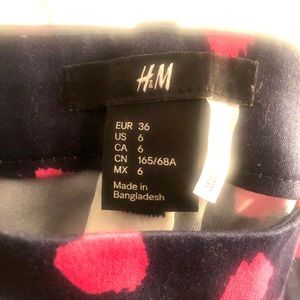 H&M
EUR 36
US 6
CA 6
CN 165/68A
MX 6
Made in
Bangladesh